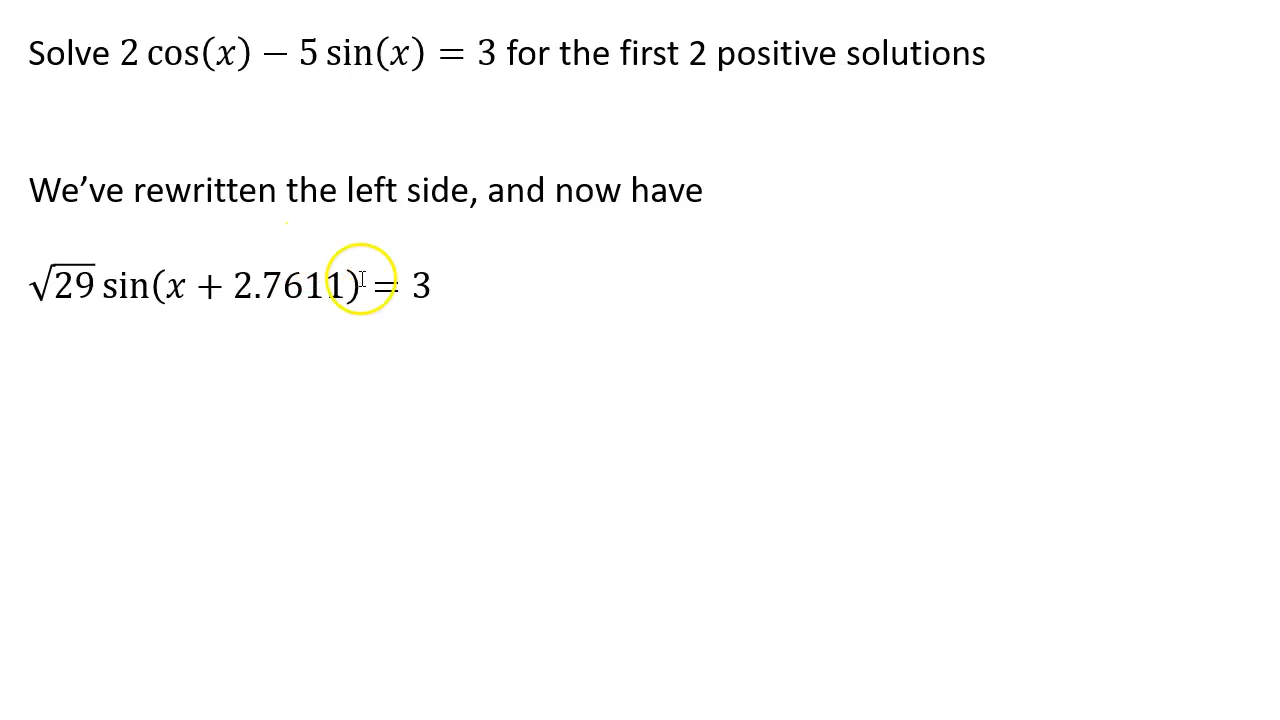 Solve 2 cos(x) − 5 sin(x) = 3 for the first 2 positive solutions
We’ve rewritten the left side, and now have
√29 sin(x + 2.7611) = 3